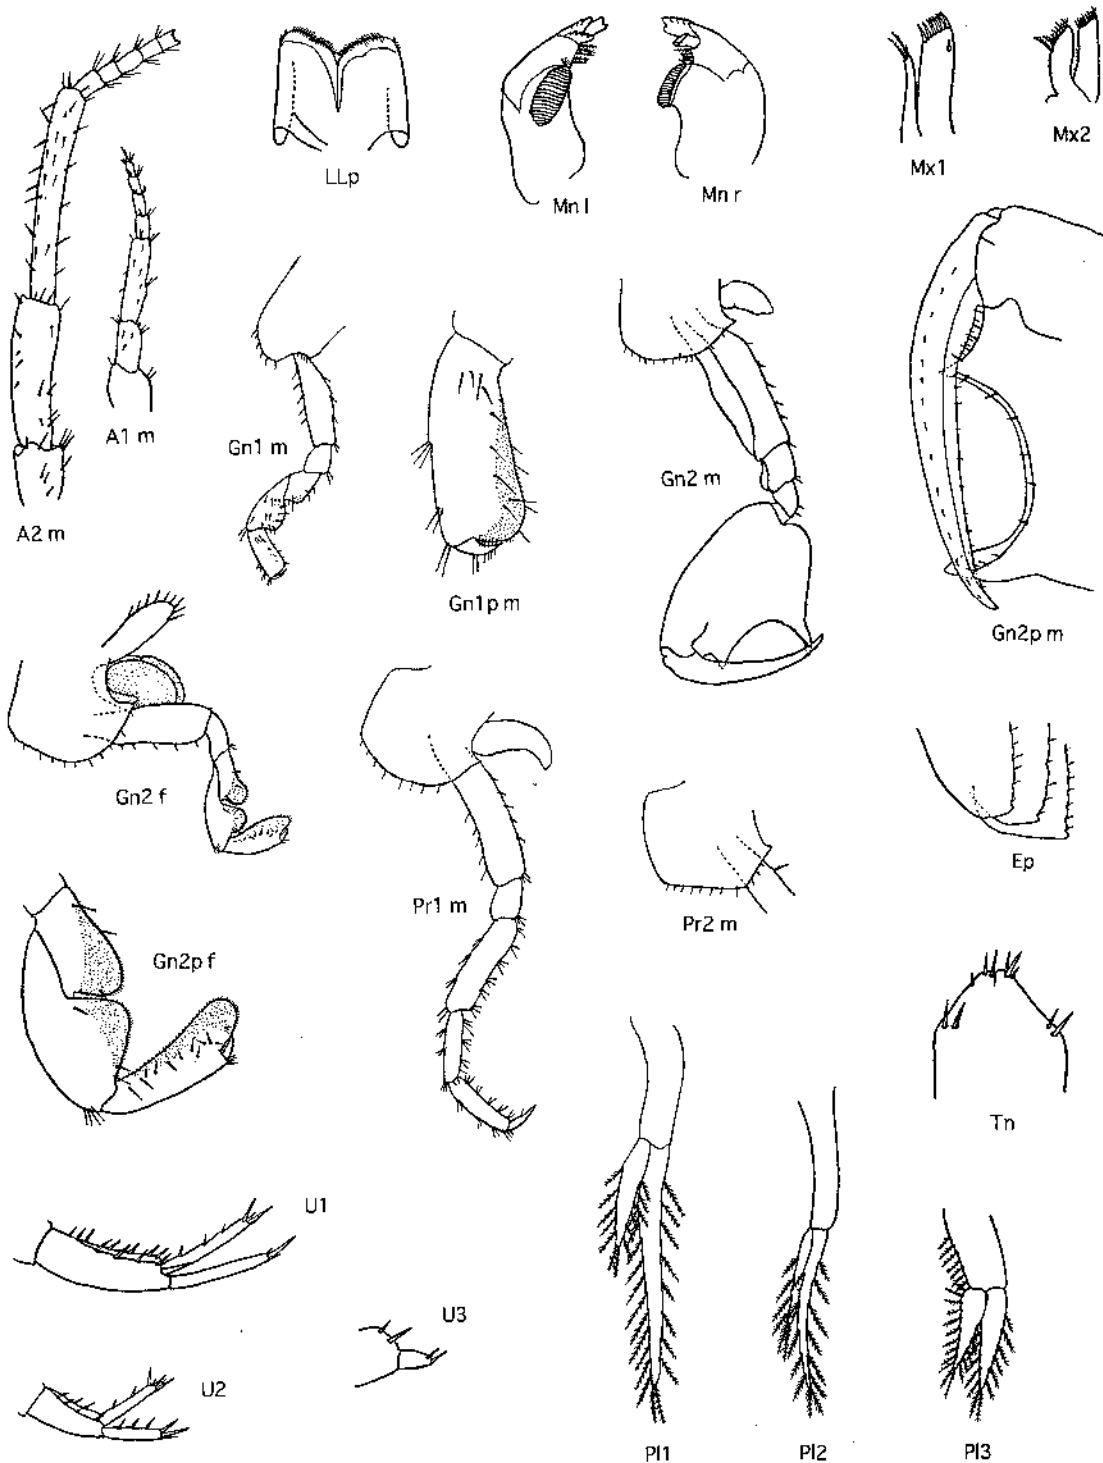 LLp
Mn l
Mn r
Mx1
Mx2
A1 m
A2 m
Gn1 m
Gn1p m
Gn2 m
Gn2p m
Gn2 f
Pr1 m
Pr2 m
Ep
Gn2p f
Tn
U1
U3
U2
Pl1
Pl2
Pl3